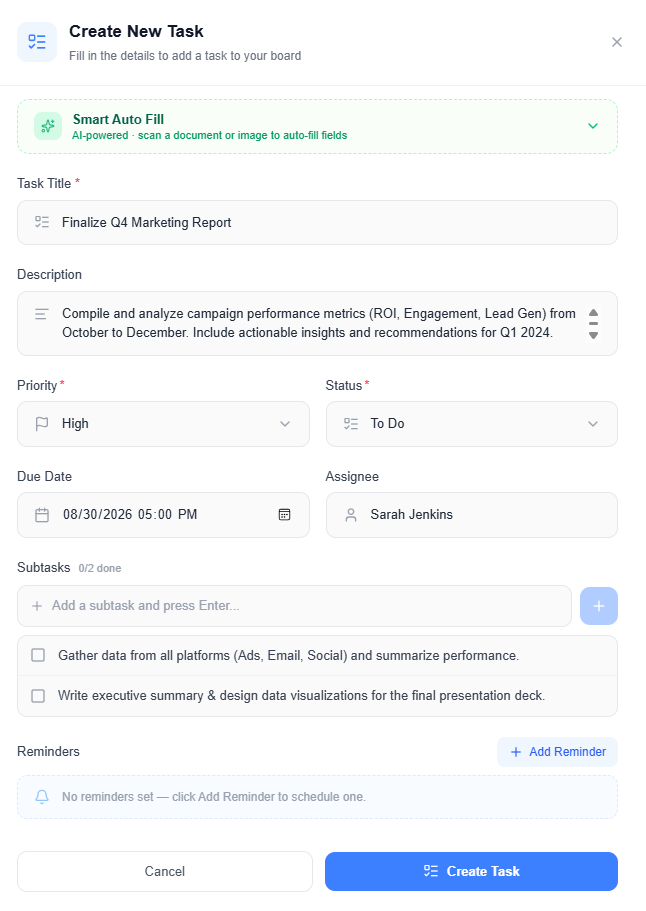 Create New Task
Fill in the details to add a task to your board
Smart Auto Fill
AI-powered · scan a document or image to auto-fill fields
Task Title *
Finalize Q4 Marketing Report
Description
Compile and analyze campaign performance metrics (ROI, Engagement, Lead Gen) from
October to December. Include actionable insights and recommendations for Q1 2024.
Priority * Status *
High To Do
Due Date Assignee
08/30/2026 05:00 PM Sarah Jenkins
Subtasks 0/2 done
Add a subtask and press Enter...
Gather data from all platforms (Ads, Email, Social) and summarize performance.
Write executive summary & design data visualizations for the final presentation deck.
Reminders + Add Reminder
No reminders set — click Add Reminder to schedule one.
Cancel Create Task